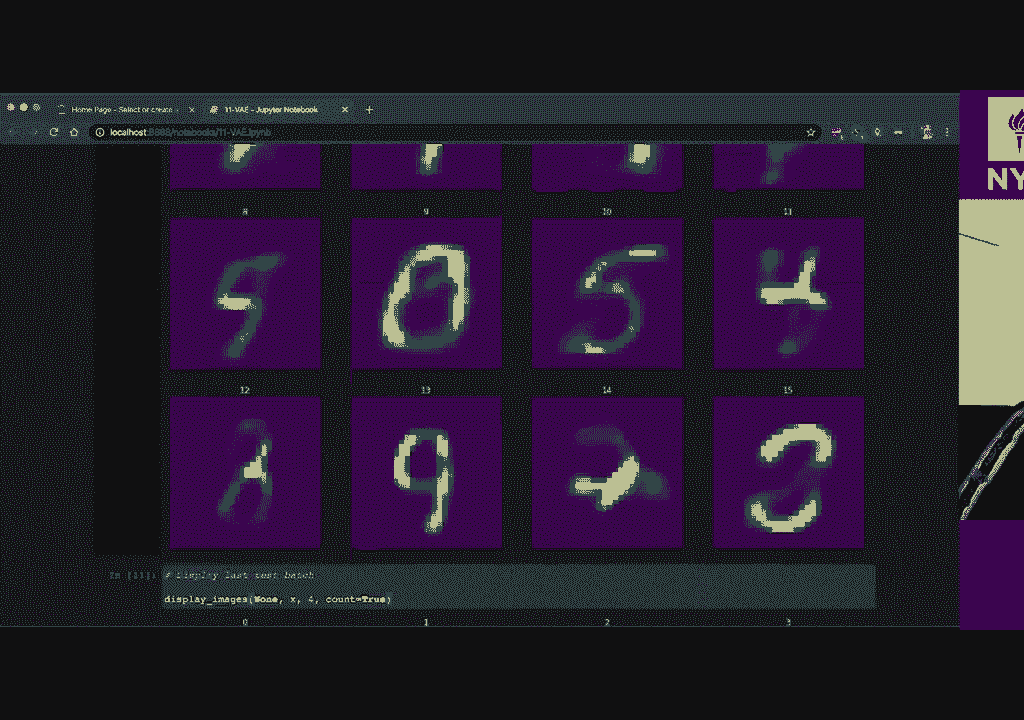 Home Page - Select or create
11-VAE - Jupyter Notebook
localhost:8888/notebooks/11-VAE.ipynb
NY
8 9 10 11
12 13 14 15
In [11]: # Display last test batch
display_images(None, x, 4, count=True)
0 1 2 3